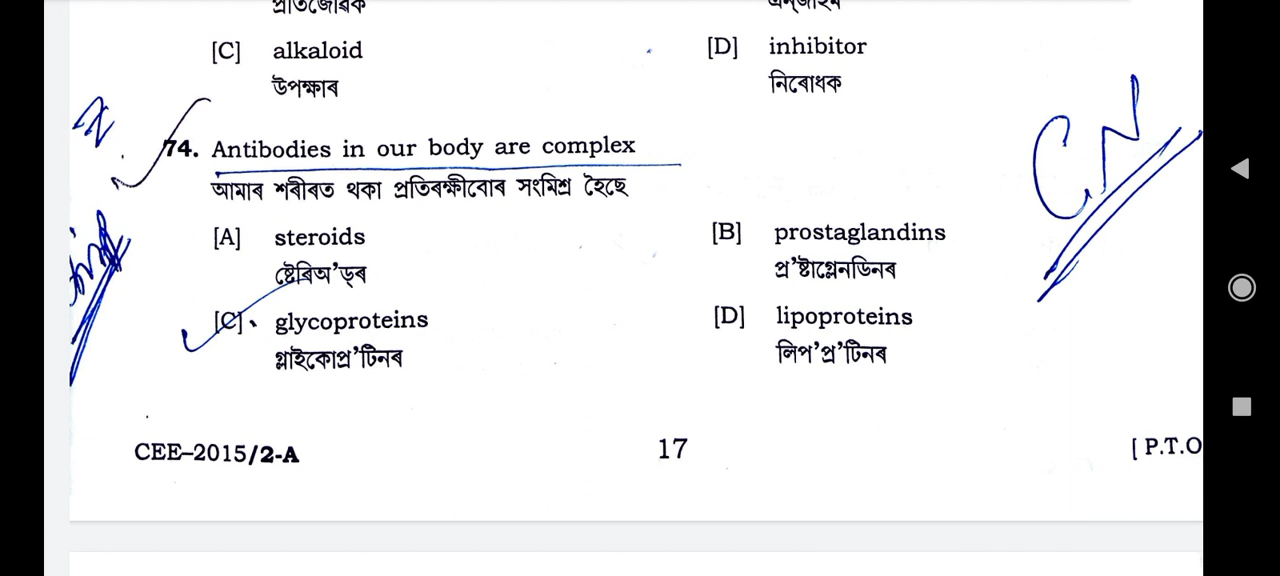 [C] alkaloid [D] inhibitor
উপক্ষাৰ নিৰোধক
74. Antibodies in our body are complex
আমাৰ শৰীৰত থকা প্ৰতিৰক্ষীবোৰ সংমিশ্ৰ হৈছে
[A] steroids [B] prostaglandins
ষ্টেৰিঅ'ড্ৰ প্ৰ'ষ্টাগ্লেনডিনৰ
[C] glycoproteins [D] lipoproteins
গ্লাইকোপ্ৰ'টিনৰ লিপ'প্ৰ'টিনৰ
CEE–2015/2-A 17 [ P.T.O
CN